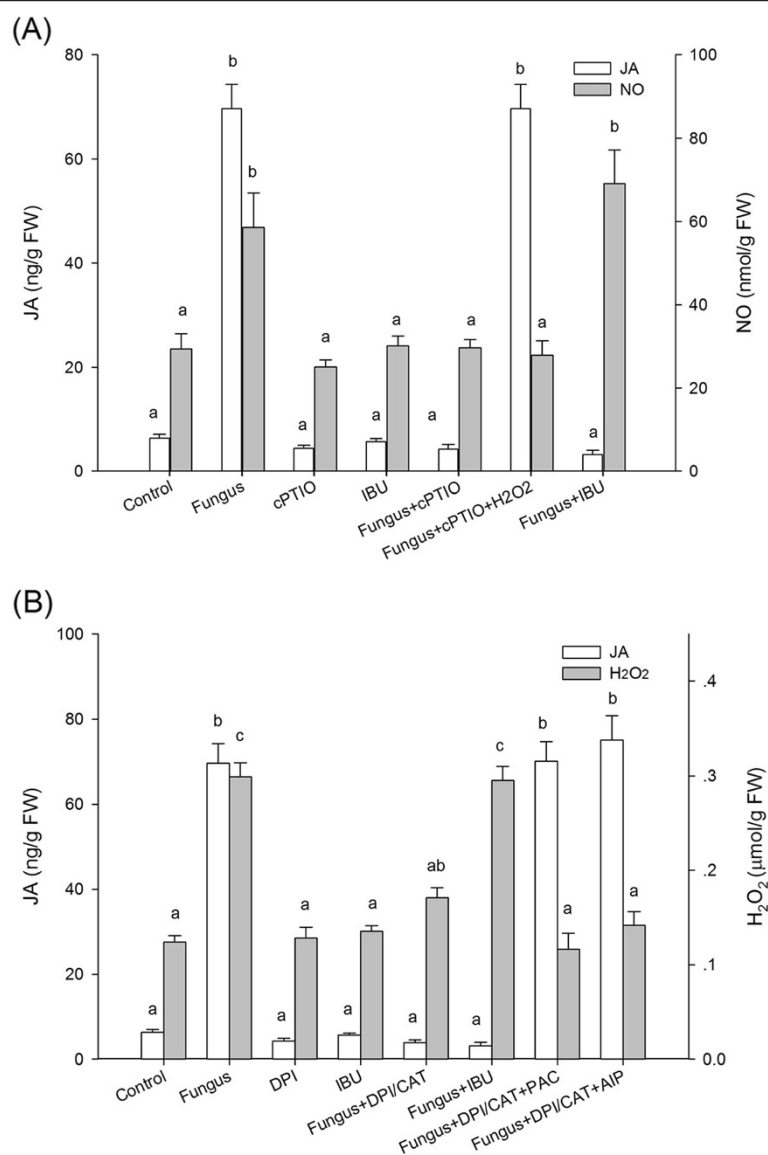 (A)
80
60
40
20
0
JA (ng/g FW)
100
80
60
40
20
0
NO (nmol/g FW)
JA
NO
a
a
b
b
a
a
a
a
a
a
b
a
a
b
Control
Fungus
cPTIO
IBU
Fungus+cPTIO
Fungus+cPTIO+H2O2
Fungus+IBU
(B)
100
80
60
40
20
0
JA (ng/g FW)
.4
.3
.2
.1
0.0
H2O2 (μmol/g FW)
JA
H2O2
a
a
b
c
a
a
a
a
a
ab
a
c
b
a
b
a
Control
Fungus
DPI
IBU
Fungus+DPI/CAT
Fungus+IBU
Fungus+DPI/CAT+PAC
Fungus+DPI/CAT+AIP